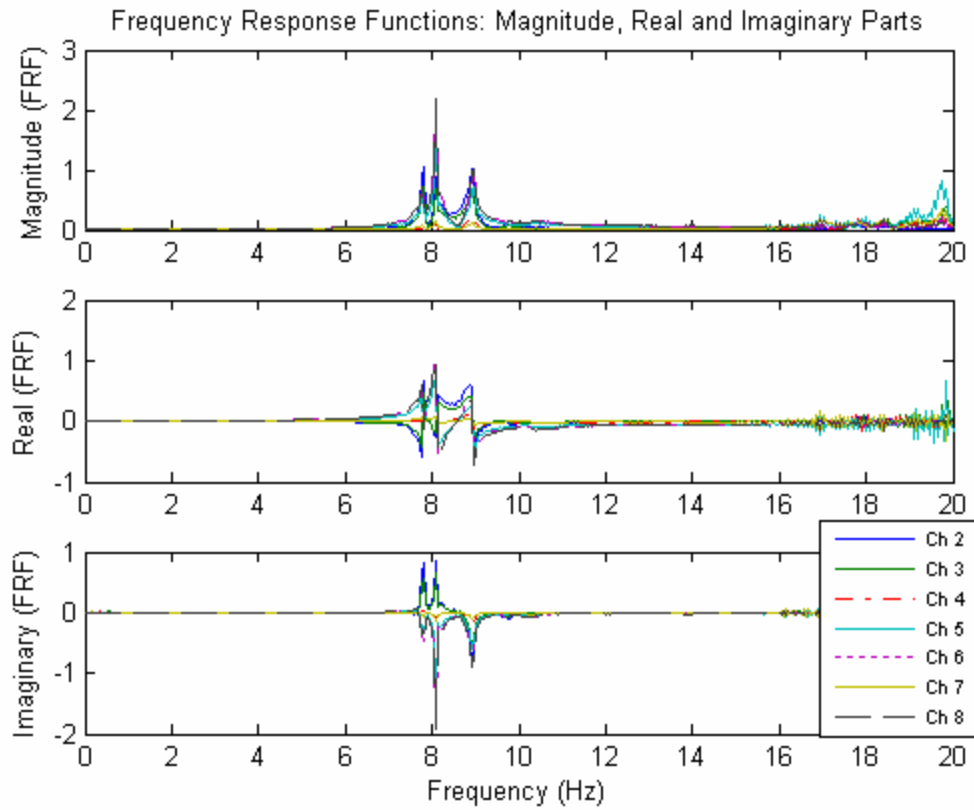 Frequency Response Functions: Magnitude, Real and Imaginary Parts
Magnitude (FRF)
3
2
1
0
0 2 4 6 8 10 12 14 16 18 20
Real (FRF)
2
1
0
-1
0 2 4 6 8 10 12 14 16 18 20
Imaginary (FRF)
1
0
-1
-2
0 2 4 6 8 10 12 14 16 18 20
Frequency (Hz)
Ch 2
Ch 3
Ch 4
Ch 5
Ch 6
Ch 7
Ch 8